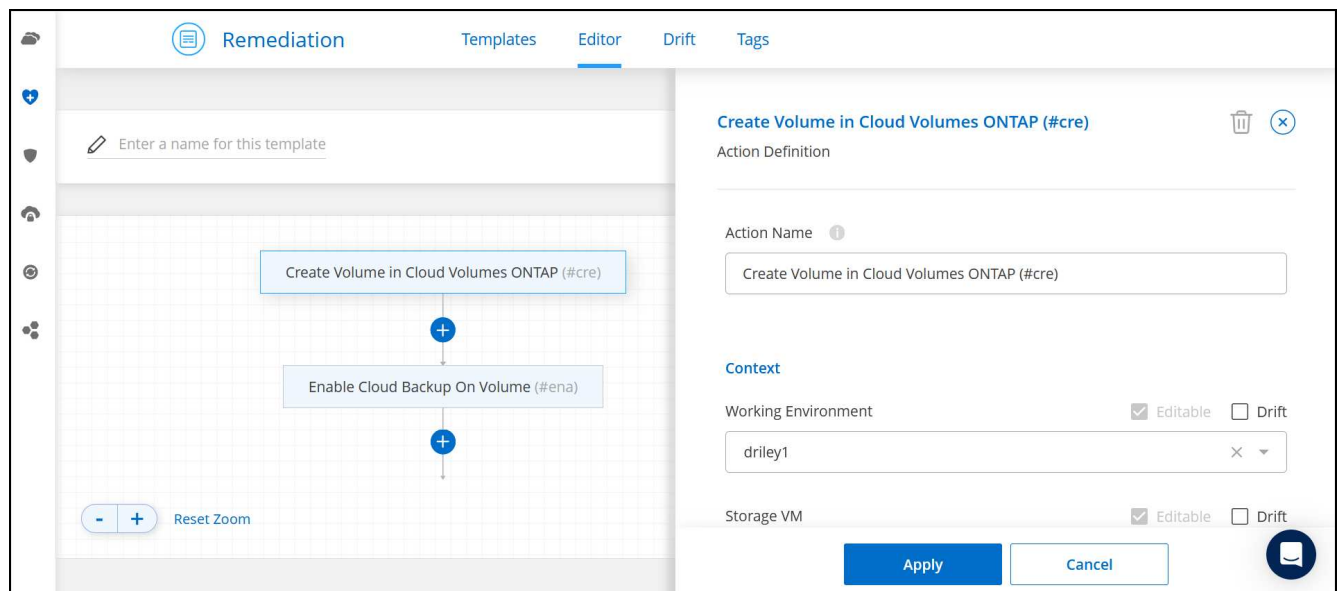 Remediation
Templates
Editor
Drift
Tags
Enter a name for this template
Create Volume in Cloud Volumes ONTAP (#cre)
Enable Cloud Backup On Volume (#ena)
- + Reset Zoom
Create Volume in Cloud Volumes ONTAP (#cre)
Action Definition
Action Name
Create Volume in Cloud Volumes ONTAP (#cre)
Context
Working Environment Editable Drift
driley1
Storage VM Editable Drift
Apply Cancel